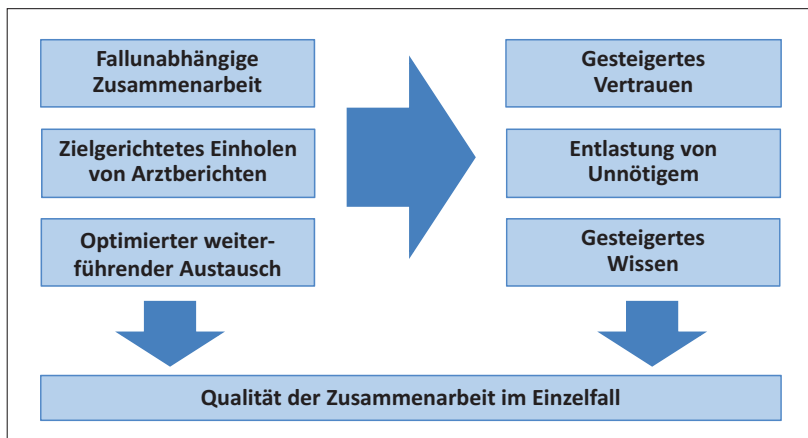 Fallunabhängige
Zusammenarbeit
Zielgerichtetes Einholen
von Arztberichten
Optimierter weiter-
führender Austausch
Gesteigertes
Vertrauen
Entlastung von
Unnötigem
Gesteigertes
Wissen
Qualität der Zusammenarbeit im Einzelfall